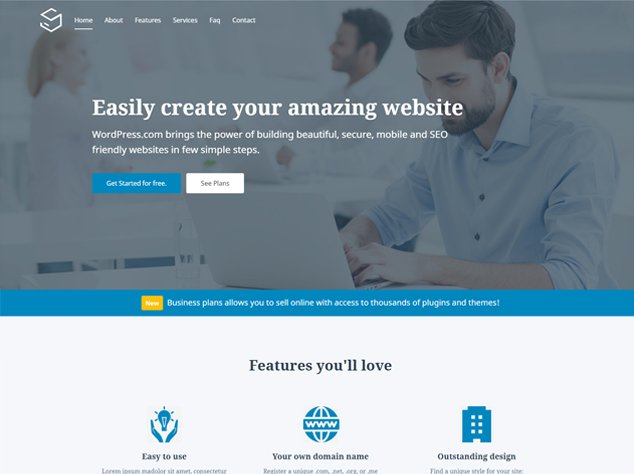 Home About Features Services Faq Contact
Easily create your amazing website
WordPress.com brings the power of building beautiful, secure, mobile and SEO
friendly websites in few simple steps.
Get Started for free. See Plans
New Business plans allows you to sell online with access to thousands of plugins and themes!
Features you'll love
WWW
Easy to use Your own domain name Outstanding design
Lorem ipsum madolor sit amet, consectetur Register a unique .com, .net, .org, or .me Find a unique style for your site: